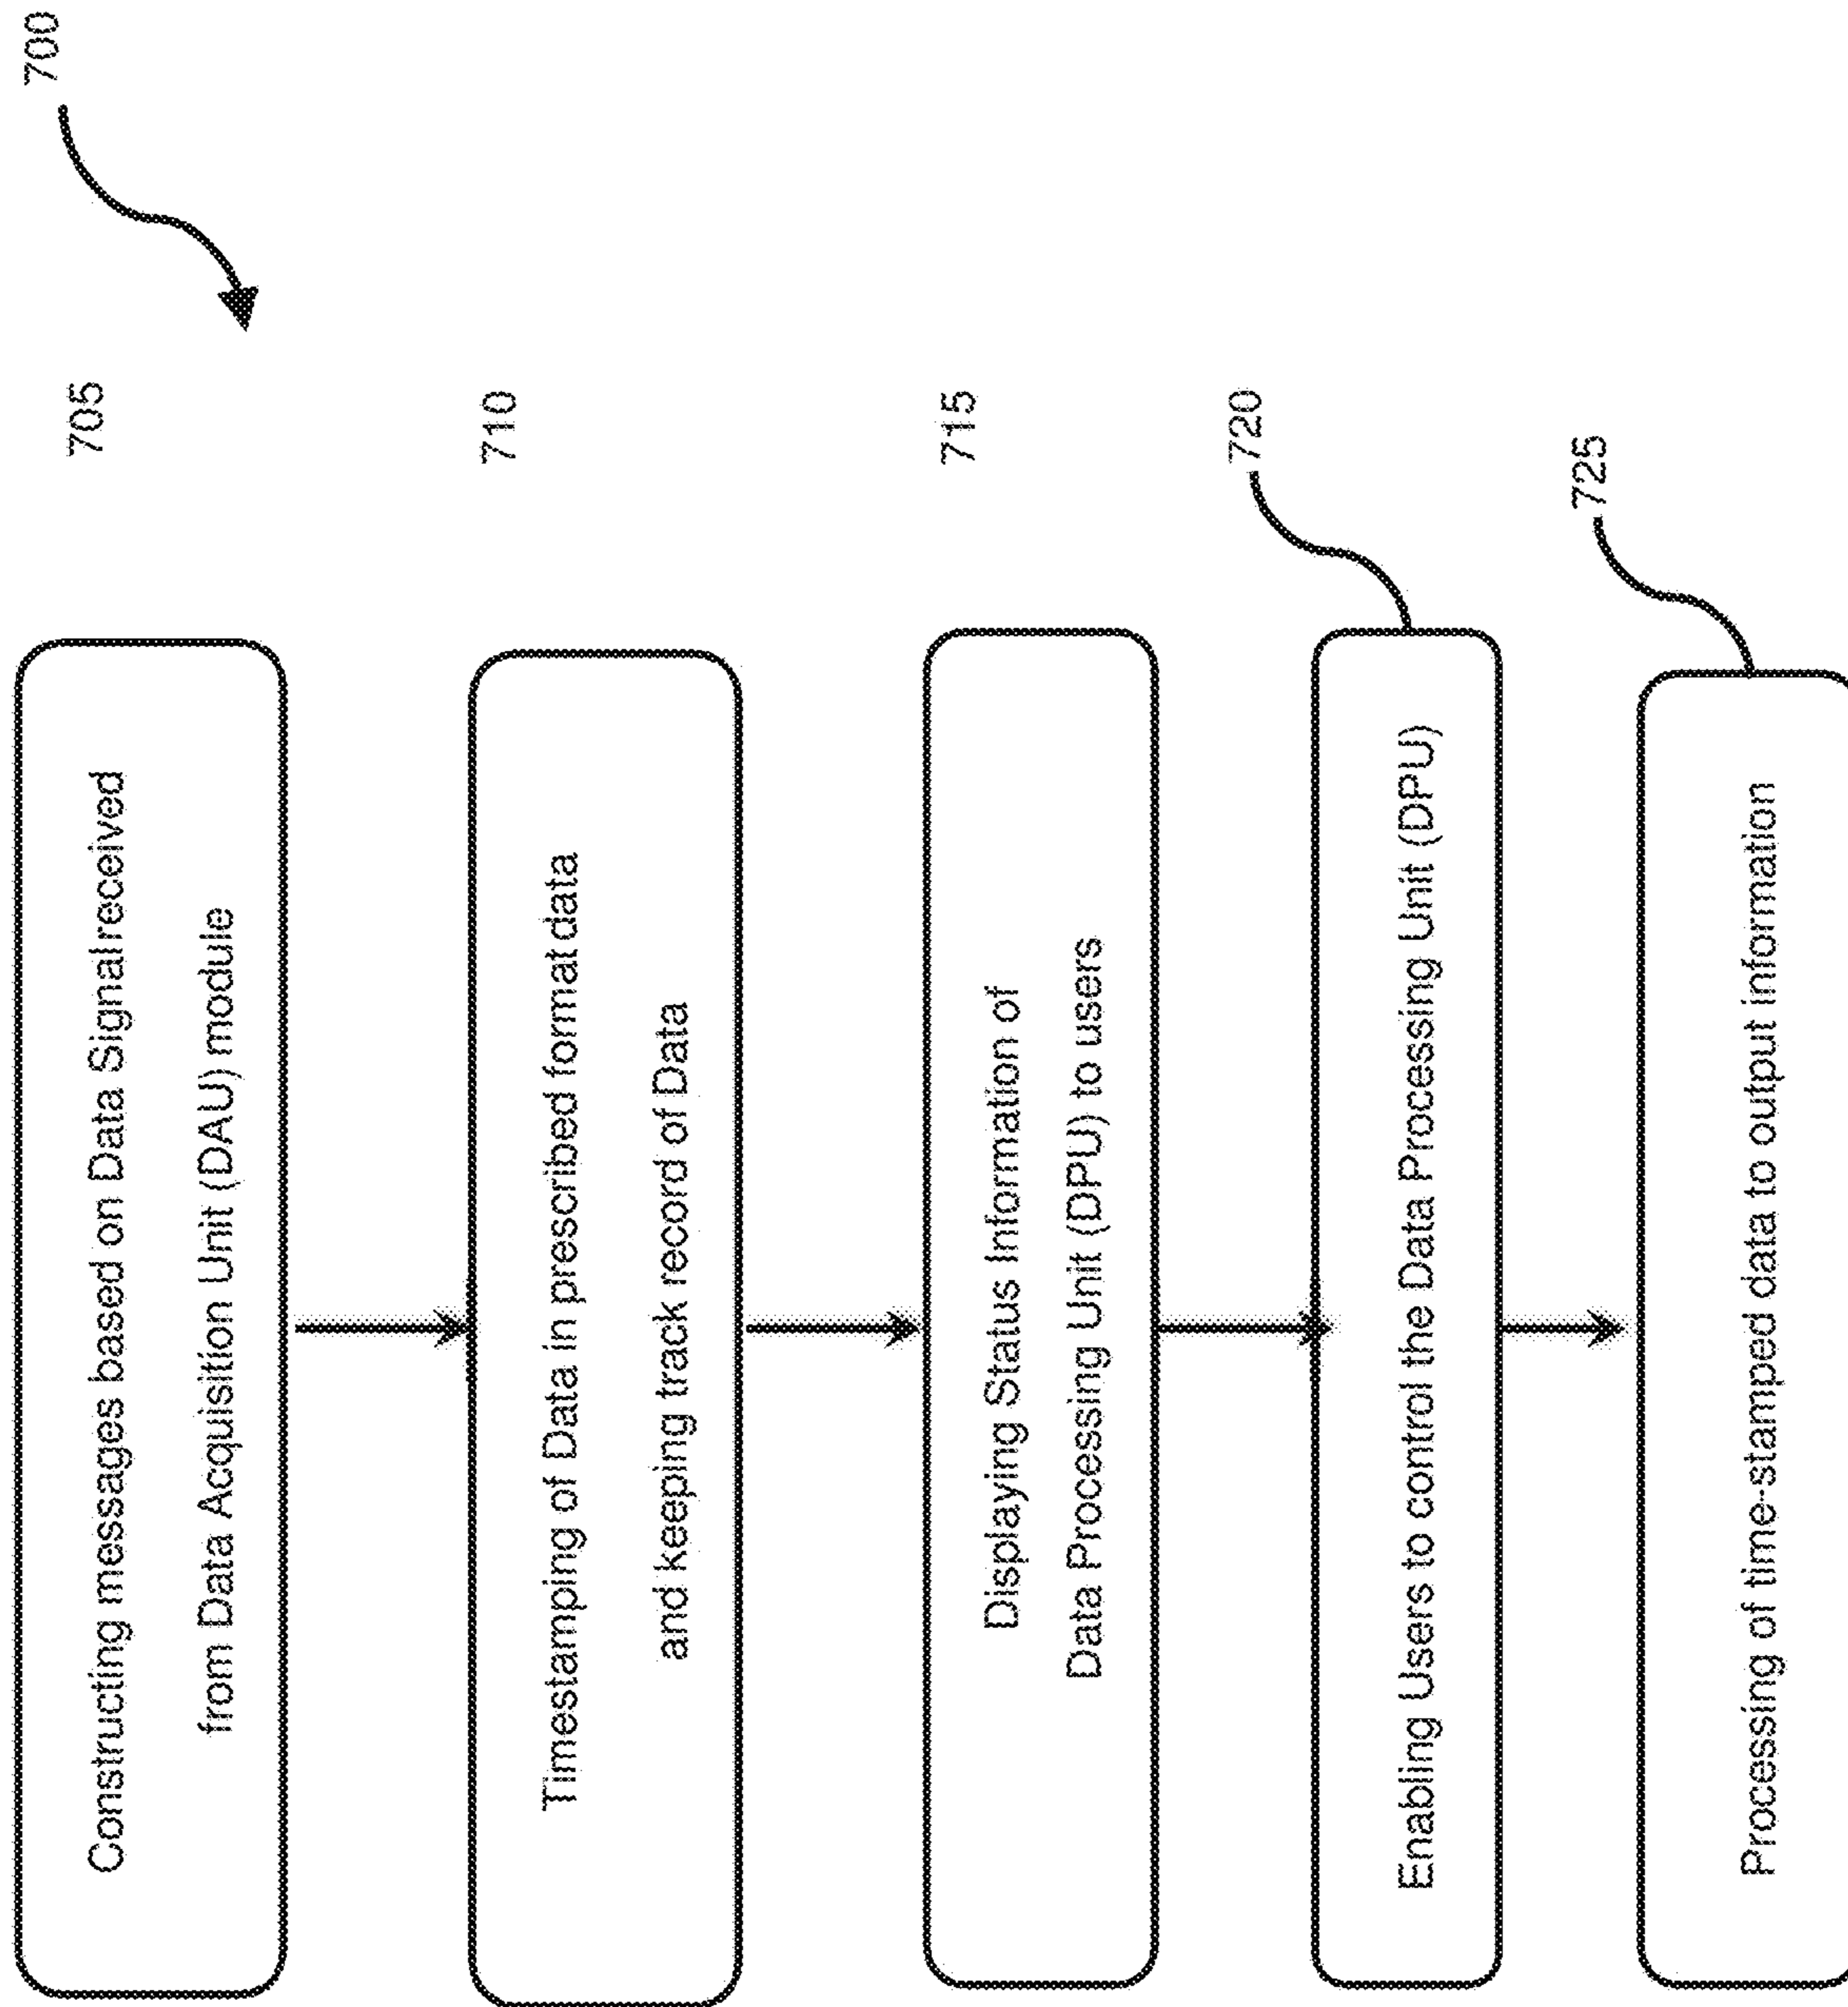 700
705
Constructing messages based on Data Signal received
from Data Acquisition Unit (DAU) module
710
Timestamping of Data in prescribed format data
and keeping track record of Data
715
Displaying Status Information of
Data Processing Unit (DPU) to users
720
Enabling Users to control the Data Processing Unit (DPU)
725
Processing of time-stamped data to output information